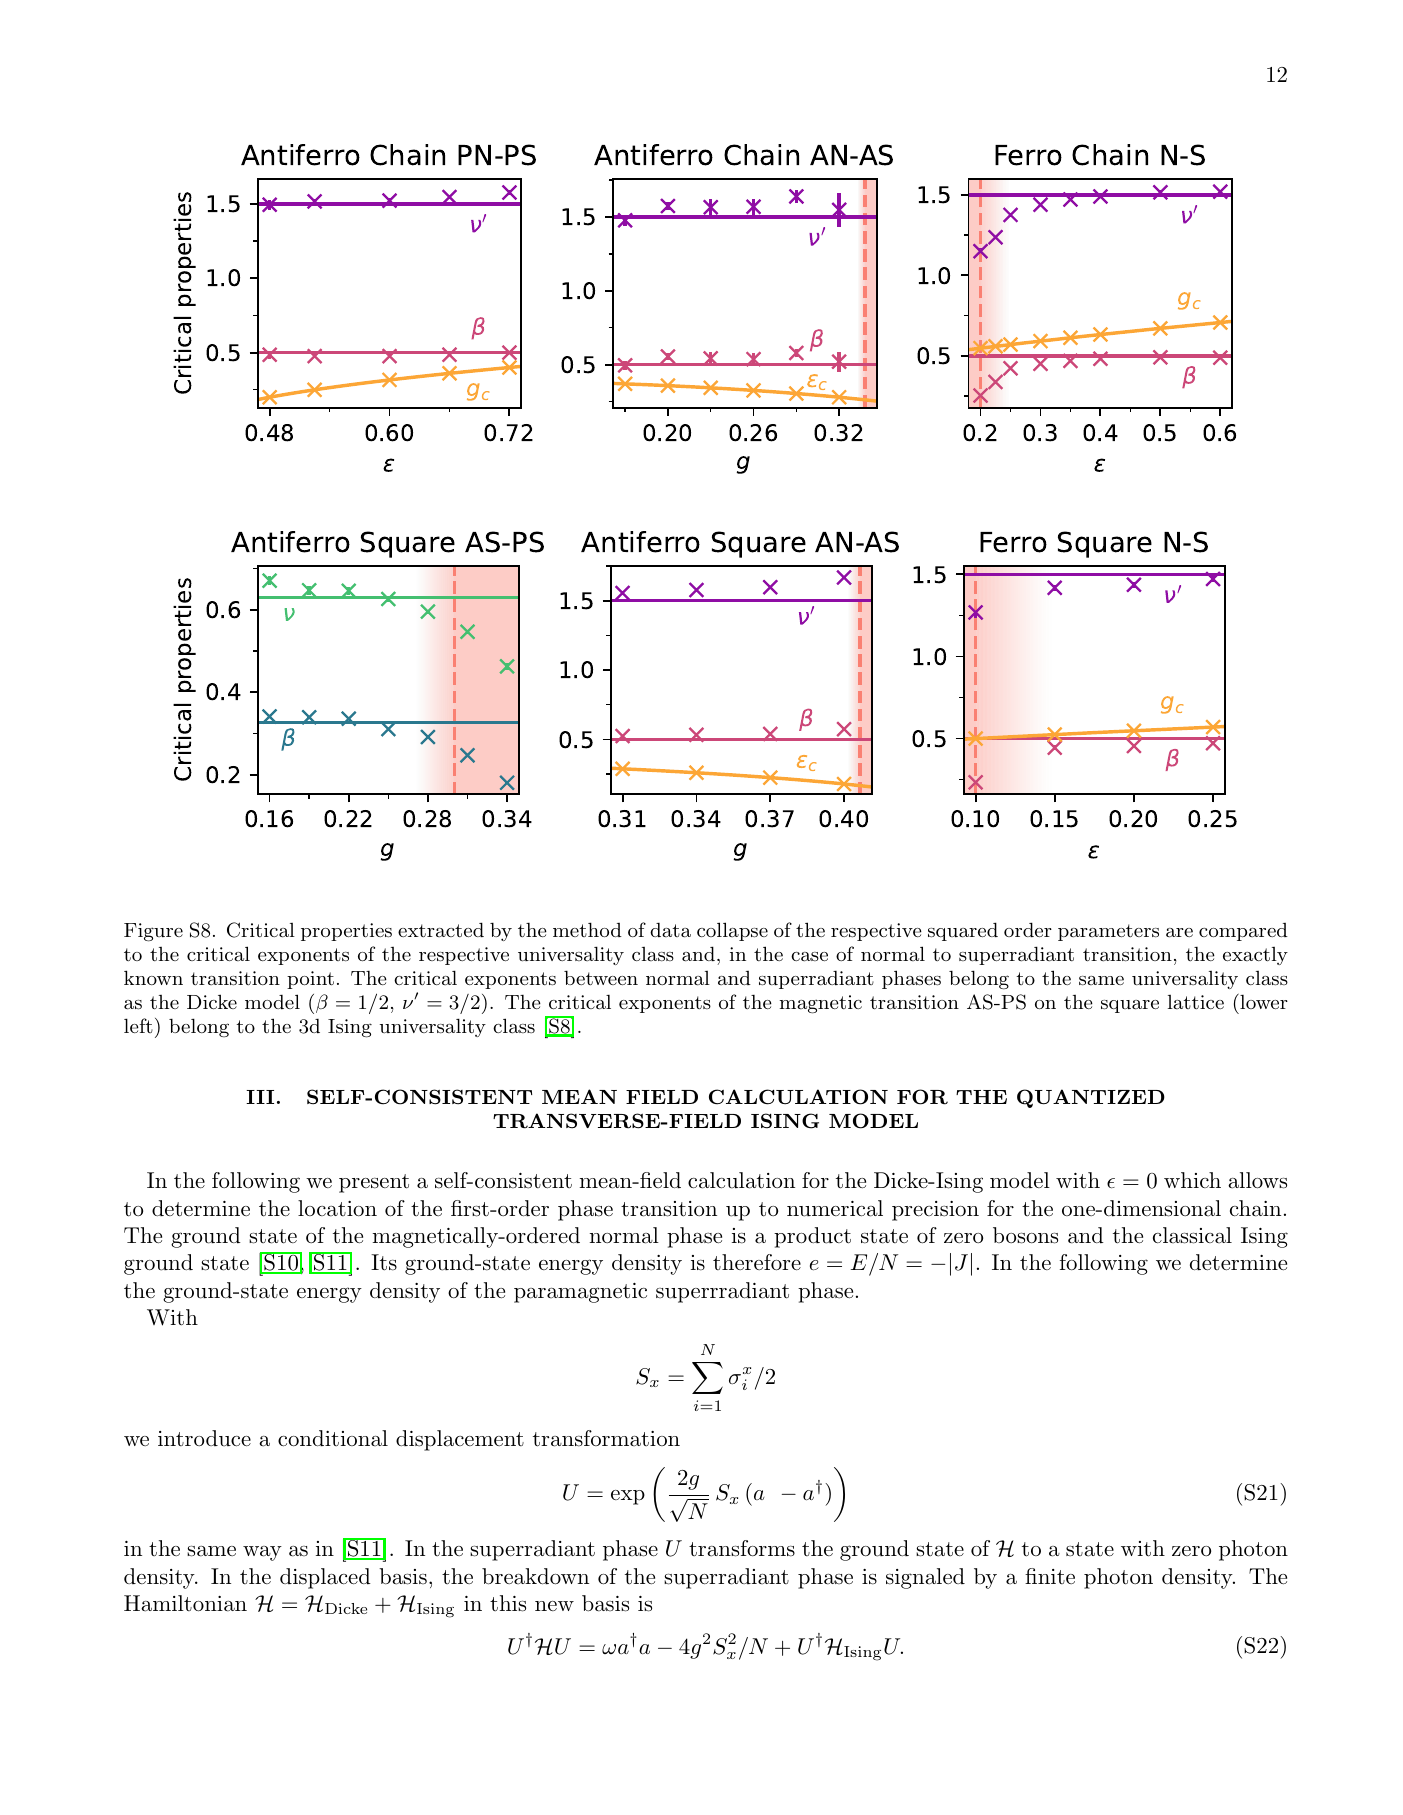 12
Antiferro Chain PN-PS
Antiferro Chain AN-AS
Ferro Chain N-S
Critical properties
1.5
1.0
0.5
ν′
β
g_c
0.48 0.60 0.72
ε
1.5
1.0
0.5
ν′
β
ε_c
0.20 0.26 0.32
g
1.5
1.0
0.5
ν′
g_c
β
0.2 0.3 0.4 0.5 0.6
ε
Antiferro Square AS-PS
Antiferro Square AN-AS
Ferro Square N-S
Critical properties
0.6
0.4
0.2
ν
β
0.16 0.22 0.28 0.34
g
1.5
1.0
0.5
ν′
β
ε_c
0.31 0.34 0.37 0.40
g
1.5
1.0
0.5
ν′
g_c
β
0.10 0.15 0.20 0.25
ε
Figure S8. Critical properties extracted by the method of data collapse of the respective squared order parameters are compared
to the critical exponents of the respective universality class and, in the case of normal to superradiant transition, the exactly
known transition point. The critical exponents between normal and superradiant phases belong to the same universality class
as the Dicke model (β = 1/2, ν′ = 3/2). The critical exponents of the magnetic transition AS-PS on the square lattice (lower
left) belong to the 3d Ising universality class [S8].
III. SELF-CONSISTENT MEAN FIELD CALCULATION FOR THE QUANTIZED
TRANSVERSE-FIELD ISING MODEL
In the following we present a self-consistent mean-field calculation for the Dicke-Ising model with ϵ = 0 which allows
to determine the location of the first-order phase transition up to numerical precision for the one-dimensional chain.
The ground state of the magnetically-ordered normal phase is a product state of zero bosons and the classical Ising
ground state [S10, S11]. Its ground-state energy density is therefore e = E/N = −|J|. In the following we determine
the ground-state energy density of the paramagnetic superrradiant phase.
With
S_x = ∑_{i=1}^{N} σ_i^x/2
we introduce a conditional displacement transformation
U = exp ( 2g/√N S_x (a − a†) ) (S21)
in the same way as in [S11]. In the superradiant phase U transforms the ground state of ℋ to a state with zero photon
density. In the displaced basis, the breakdown of the superradiant phase is signaled by a finite photon density. The
Hamiltonian ℋ = ℋ_Dicke + ℋ_Ising in this new basis is
U†ℋU = ωa†a − 4g²S_x²/N + U†ℋ_Ising U. (S22)